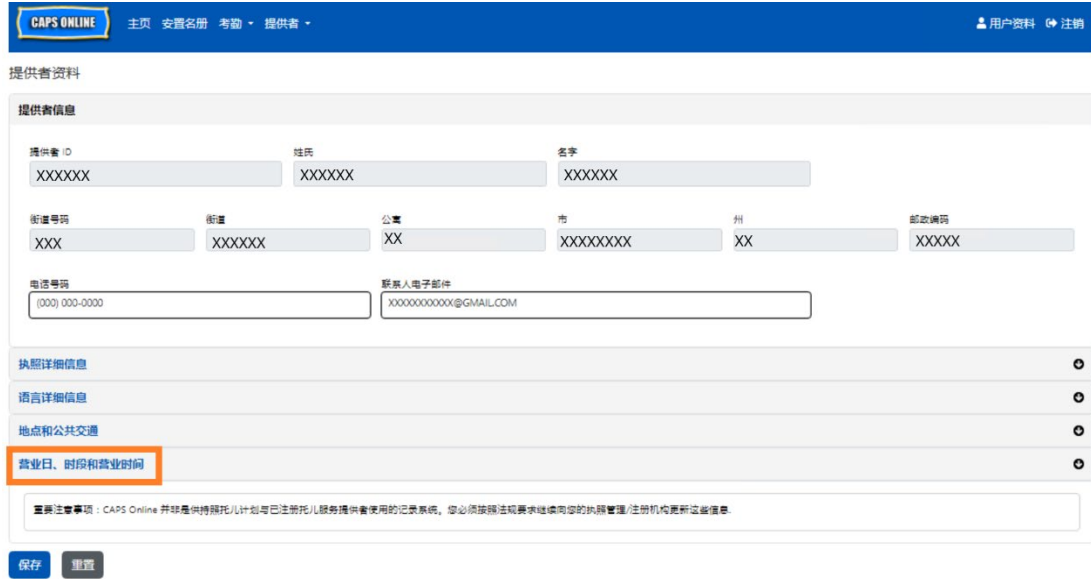 CAPS ONLINE 主页 安置名册 考勤 提供者 用户资料 注销
提供者资料
提供者信息
提供者 ID 姓氏 名字
XXXXXX XXXXXX XXXXXX
街道号码 街道 公寓 市 州 邮政编码
XXX XXXXXX XX XXXXXXXX XX XXXXX
电话号码 联系人电子邮件
(000) 000-0000 XXXXXXXXXXX@GMAIL.COM
执照详细信息
语言详细信息
地点和公共交通
营业日、时段和营业时间
重要注意事项：CAPS Online 并非是供持照托儿计划与已注册托儿服务提供者使用的记录系统。您必须按照法规要求继续向您的执照管理/注册机构更新这些信息.
保存 重置